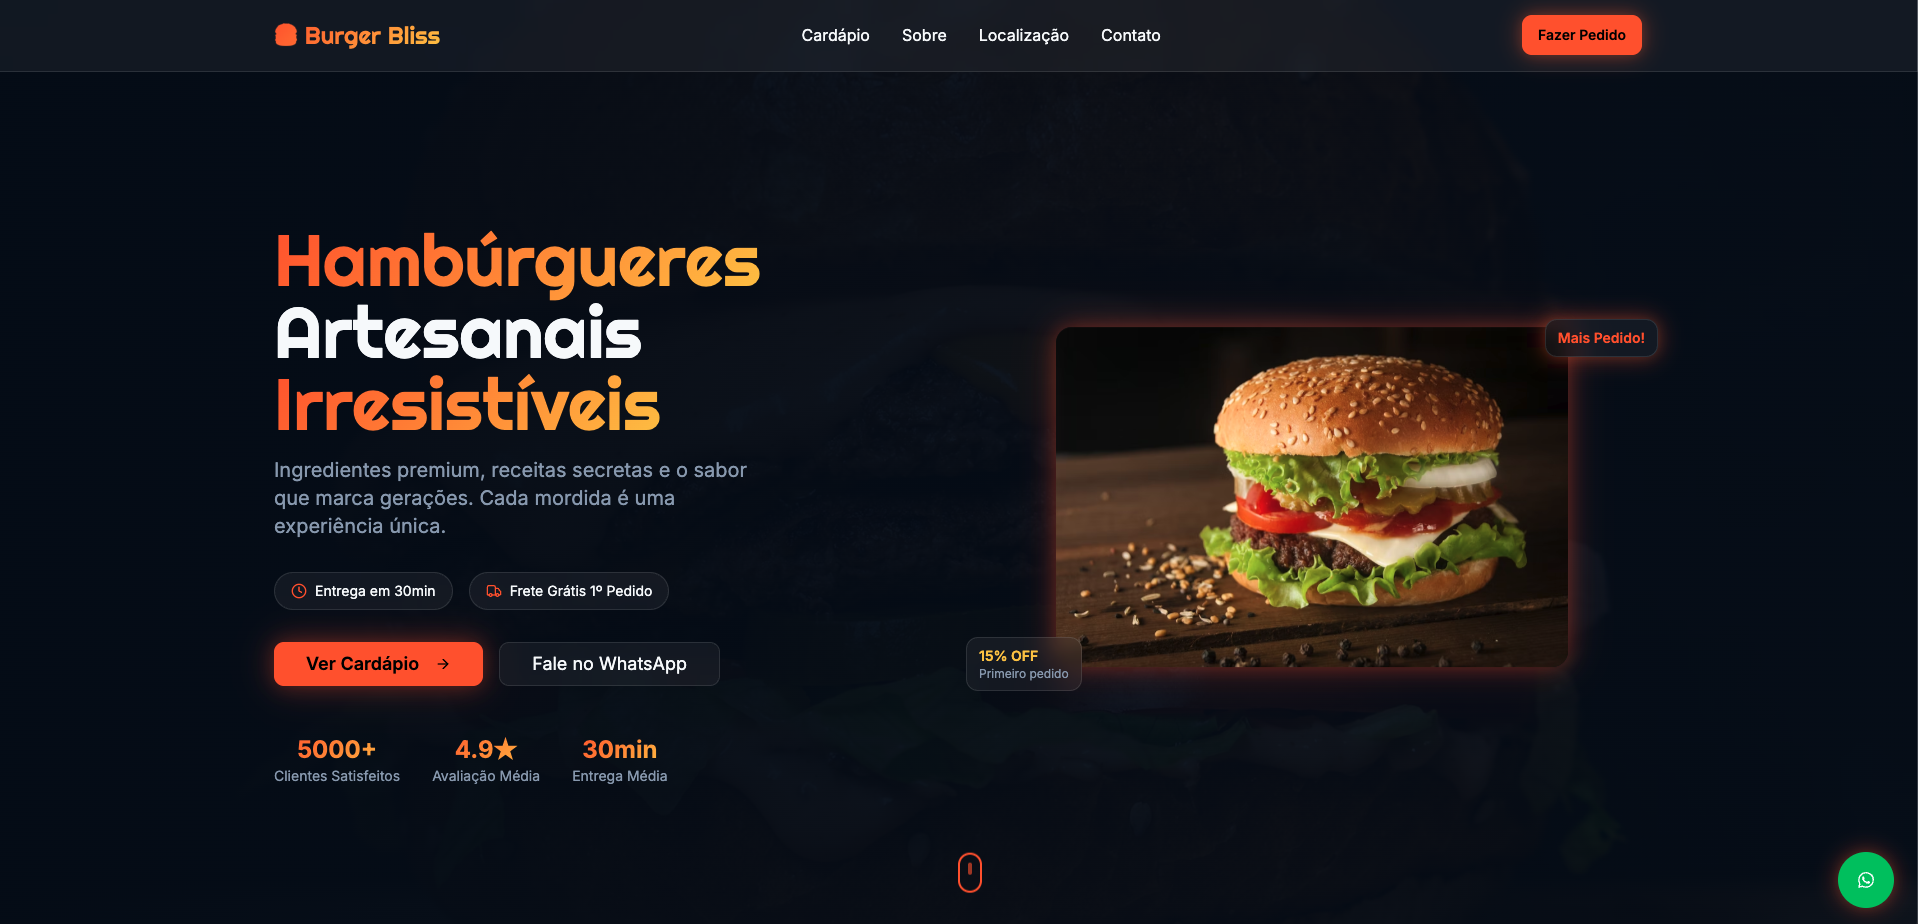 Burger Bliss
Cardápio
Sobre
Localização
Contato
Fazer Pedido
Hambúrgueres
Artesanais
Irresistíveis
Ingredientes premium, receitas secretas e o sabor
que marca gerações. Cada mordida é uma
experiência única.
Entrega em 30min
Frete Grátis 1º Pedido
Ver Cardápio →
Fale no WhatsApp
5000+
Clientes Satisfeitos
4.9★
Avaliação Média
30min
Entrega Média
Mais Pedido!
15% OFF
Primeiro pedido